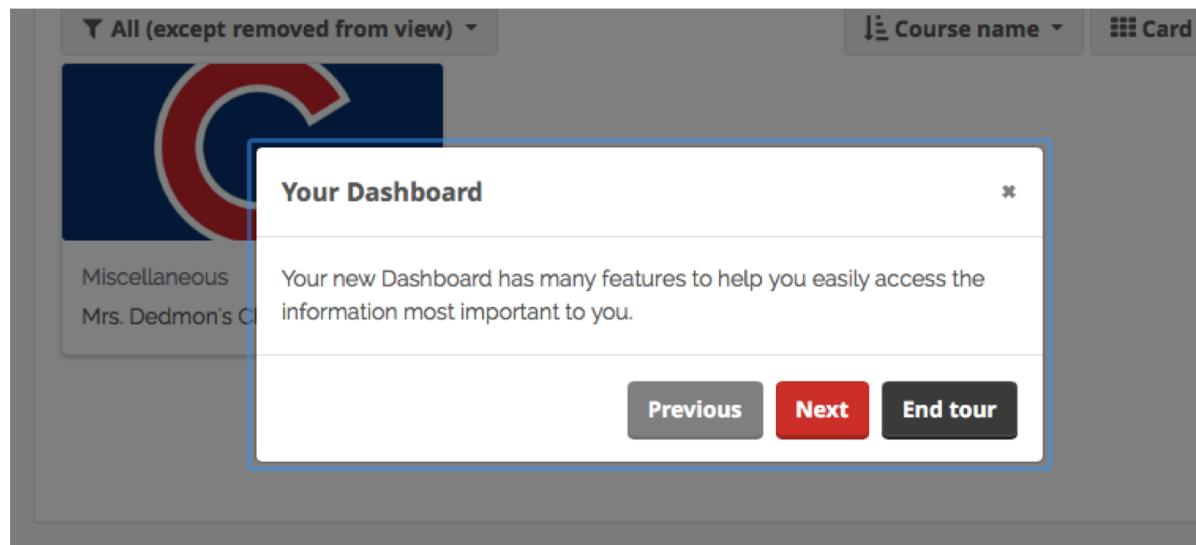 All (except removed from view)
Course name
Card
C
Your Dashboard
Your new Dashboard has many features to help you easily access the
information most important to you.
Miscellaneous
Mrs. Dedmon's
Previous
Next
End tour